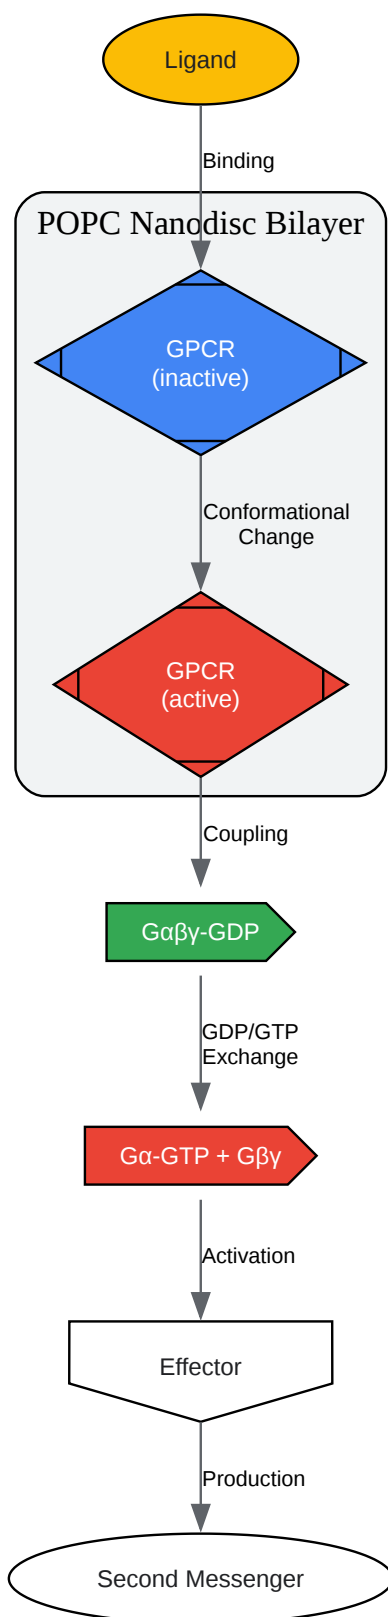 Ligand
Binding
POPC Nanodisc Bilayer
GPCR
(inactive)
Conformational
Change
GPCR
(active)
Coupling
Gαβγ-GDP
GDP/GTP
Exchange
Gα-GTP + Gβγ
Activation
Effector
Production
Second Messenger